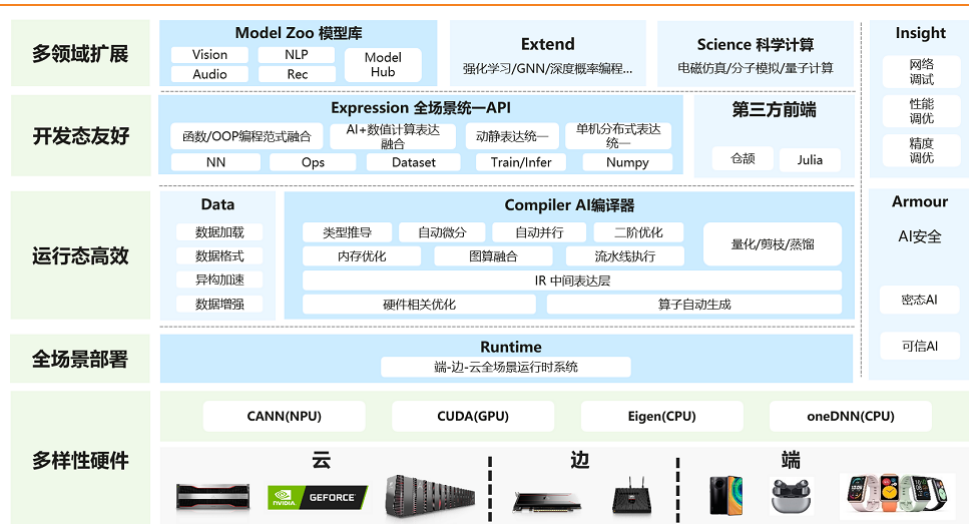 多领域扩展
Model Zoo 模型库
Vision
NLP
Model
Hub
Audio
Rec
Extend
强化学习/GNN/深度概率编程...
Science 科学计算
电磁仿真/分子模拟/量子计算
Insight
网络
调试
性能
调优
精度
调优
开发态友好
Expression 全场景统一API
函数/OOP编程范式融合
AI+数值计算表达
融合
动静表达统一
单机分布式表达
统一
NN
Ops
Dataset
Train/Infer
Numpy
第三方前端
仓颉
Julia
运行态高效
Data
数据加载
数据格式
异构加速
数据增强
Compiler AI编译器
类型推导
自动微分
自动并行
二阶优化
量化/剪枝/蒸馏
内存优化
图算融合
流水线执行
IR 中间表达层
硬件相关优化
算子自动生成
Armour
AI安全
密态AI
可信AI
全场景部署
Runtime
端-边-云全场景运行时系统
多样性硬件
CANN(NPU)
CUDA(GPU)
Eigen(CPU)
oneDNN(CPU)
云
边
端
NVIDIA
GEFORCE